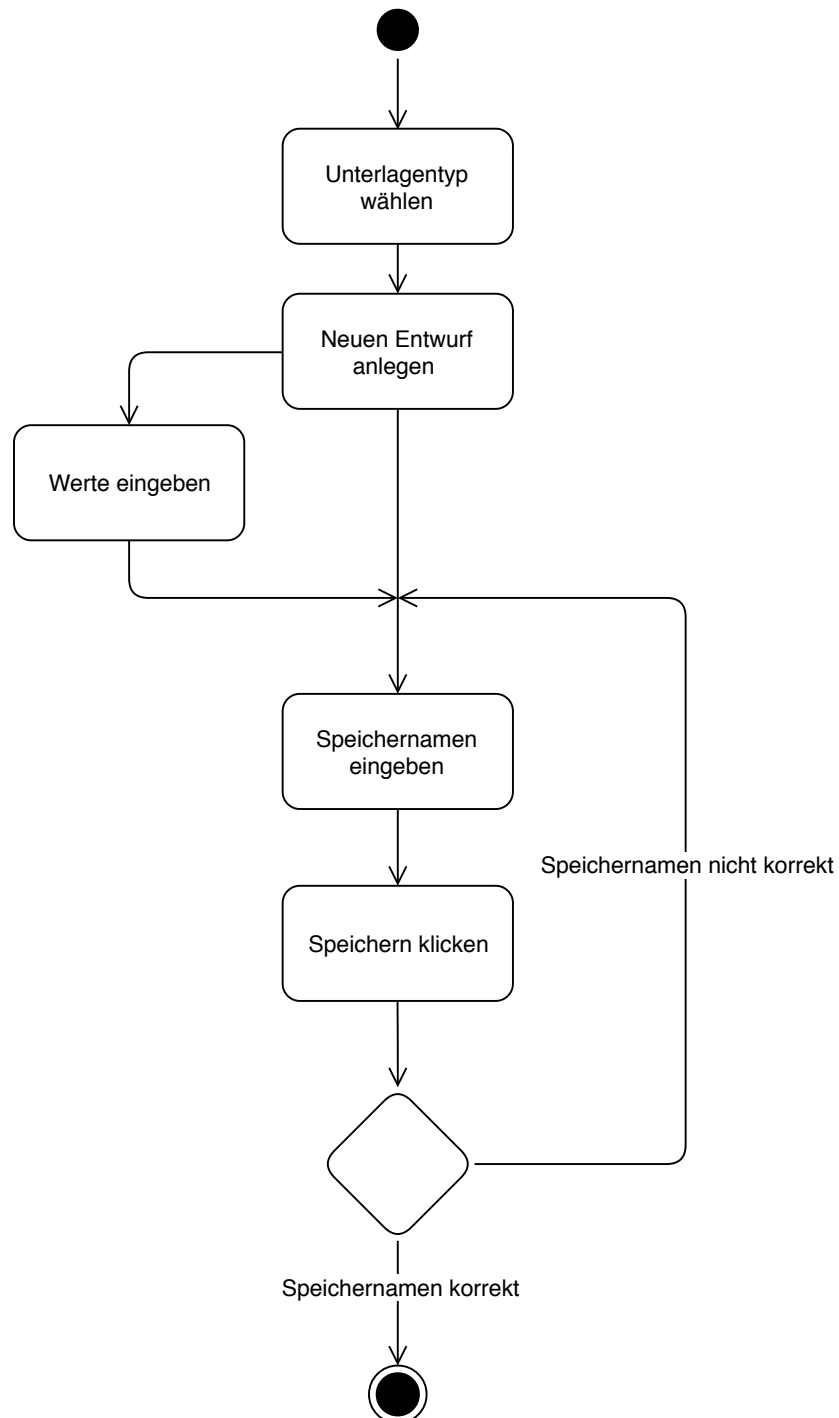 Unterlagentyp
wählen
Neuen Entwurf
anlegen
Werte eingeben
Speichernamen
eingeben
Speichernamen nicht korrekt
Speichern klicken
Speichernamen korrekt